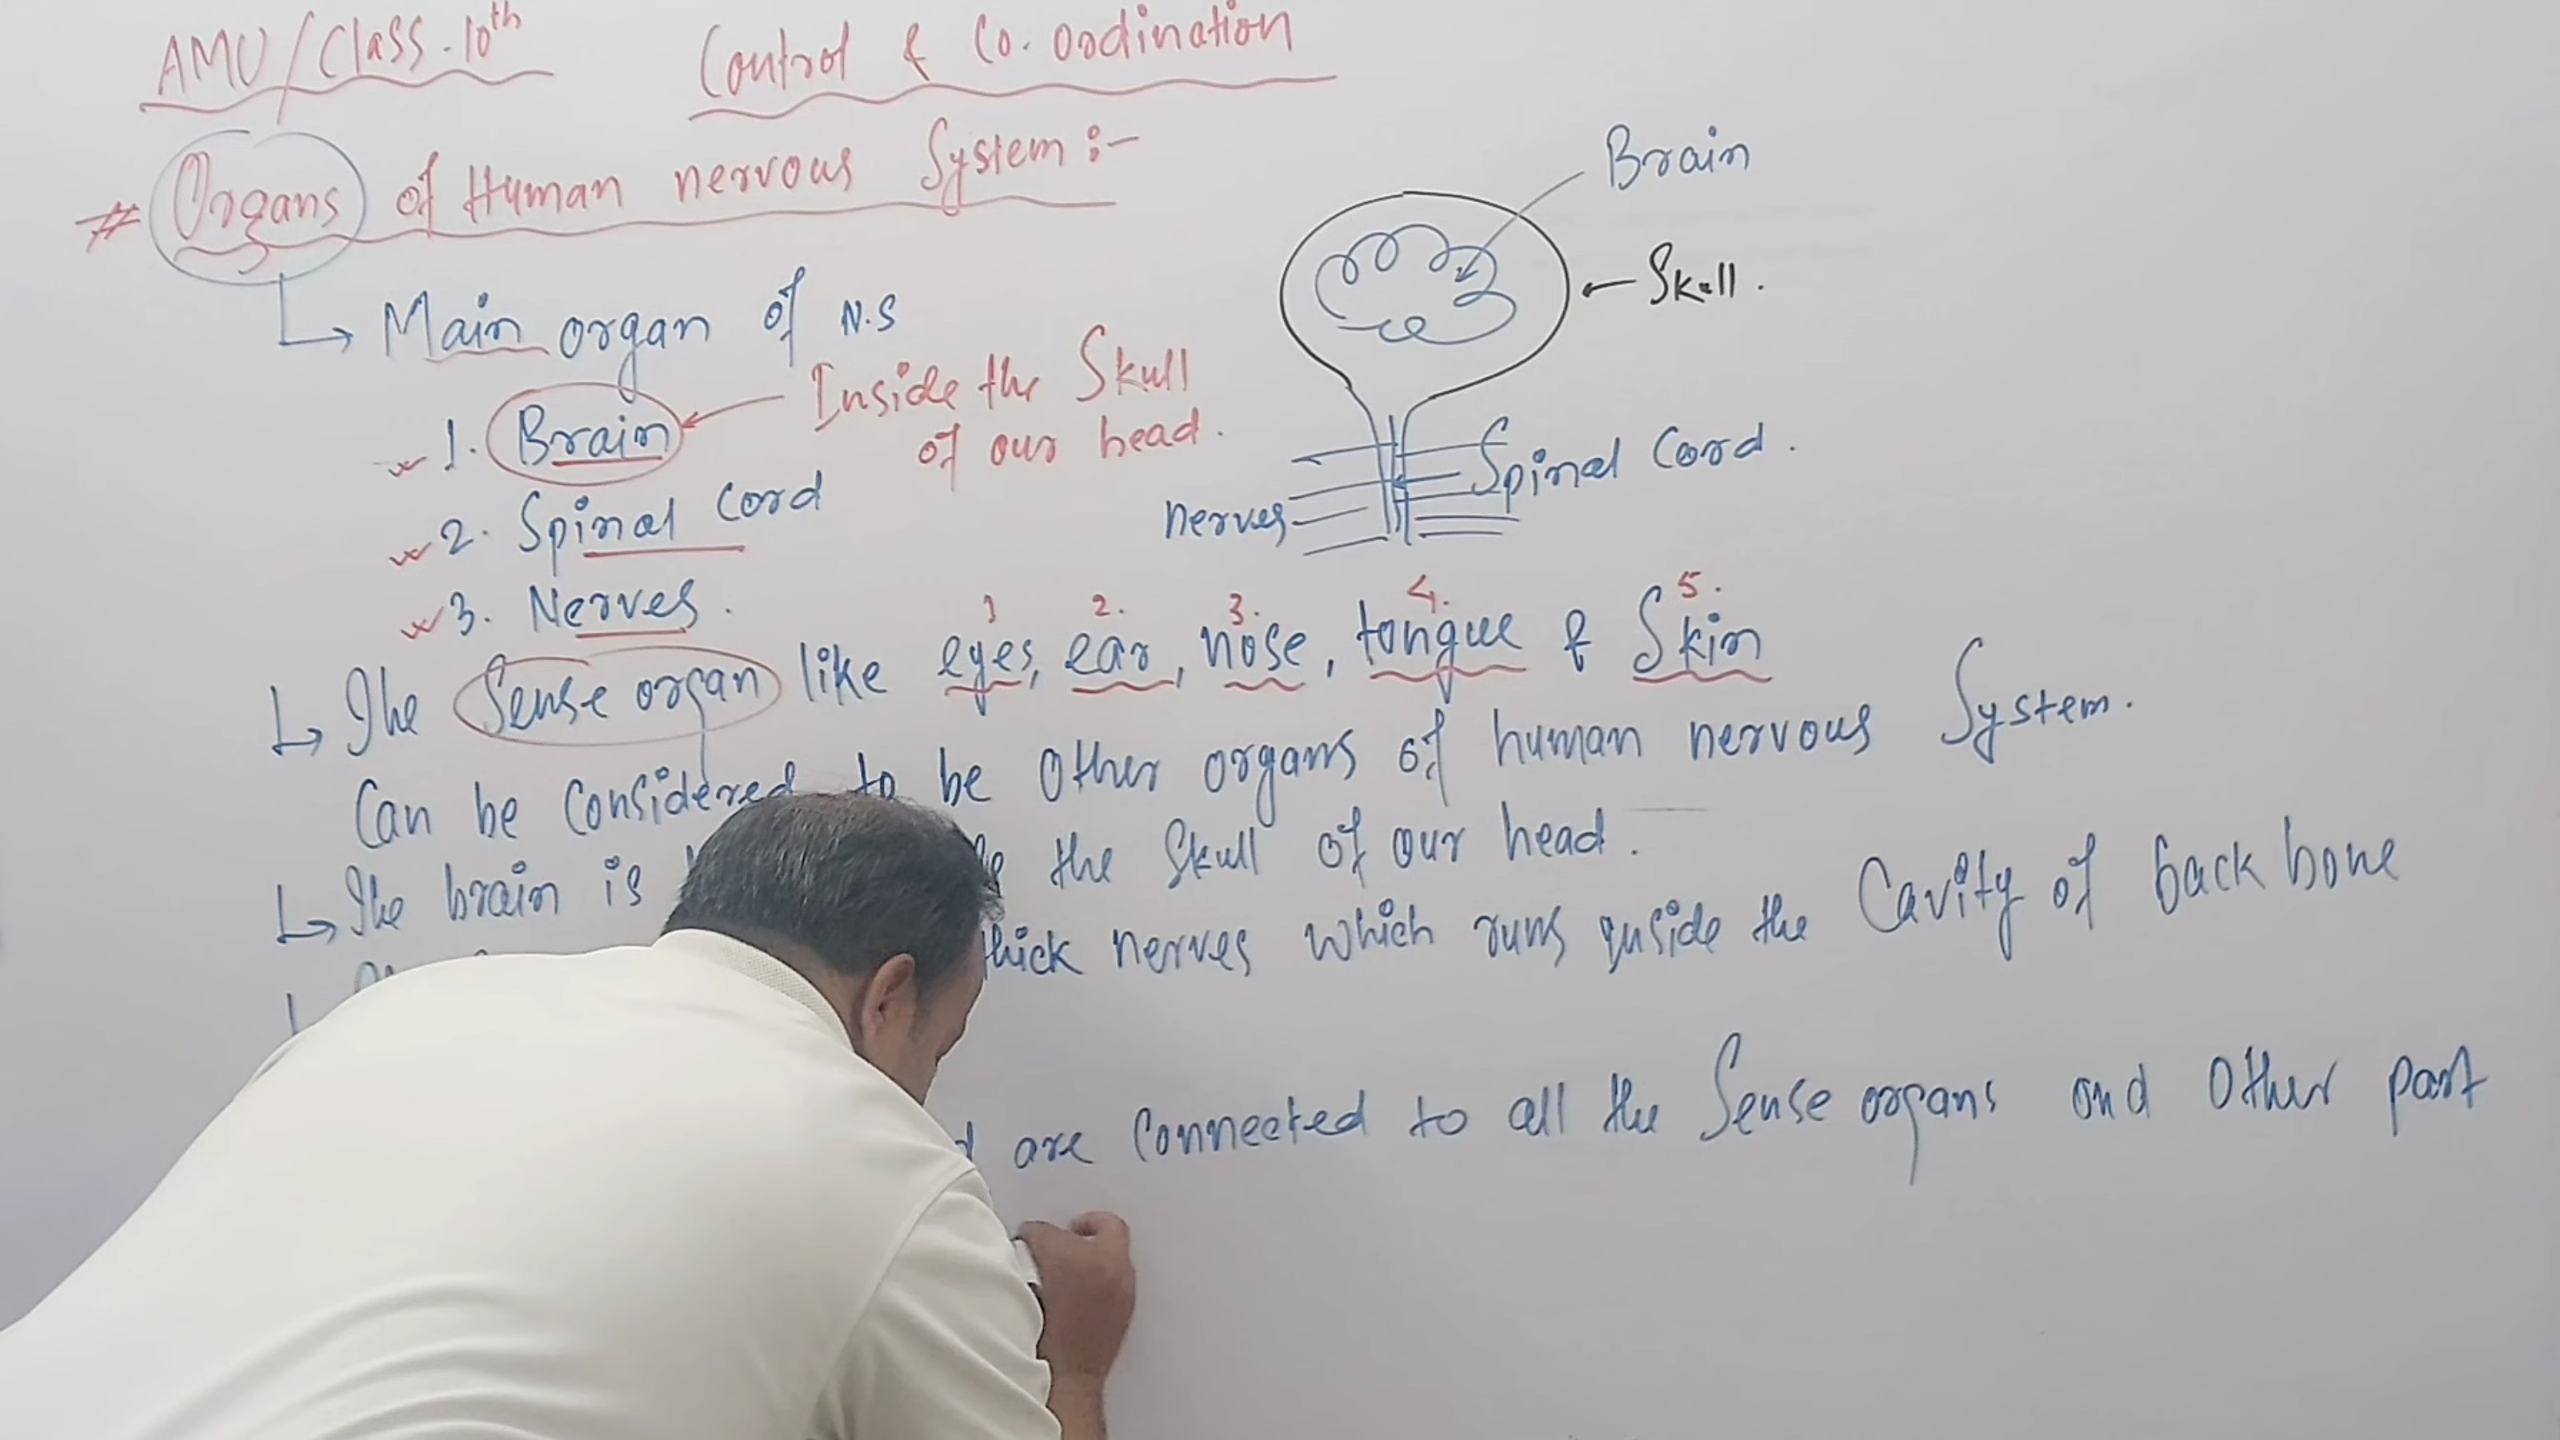 AMU/Class-10th Control & Co-ordination
# Organs of Human nervous System :-
Main organ of N.S
1. Brain
Inside the Skull
of our head.
2. Spinal Cord
3. Nerves.
Brain
Skull.
Spinal Cord.
nerves
1 2. 3. 4. 5.
The Sense organ like eyes, ear, nose, tongue & Skin
Can be Considered to be Other organs of human nervous System.
The brain is the Skull of our head.
thick nerves which runs inside the Cavity of back bone
are Connected to all the Sense organs and Other part